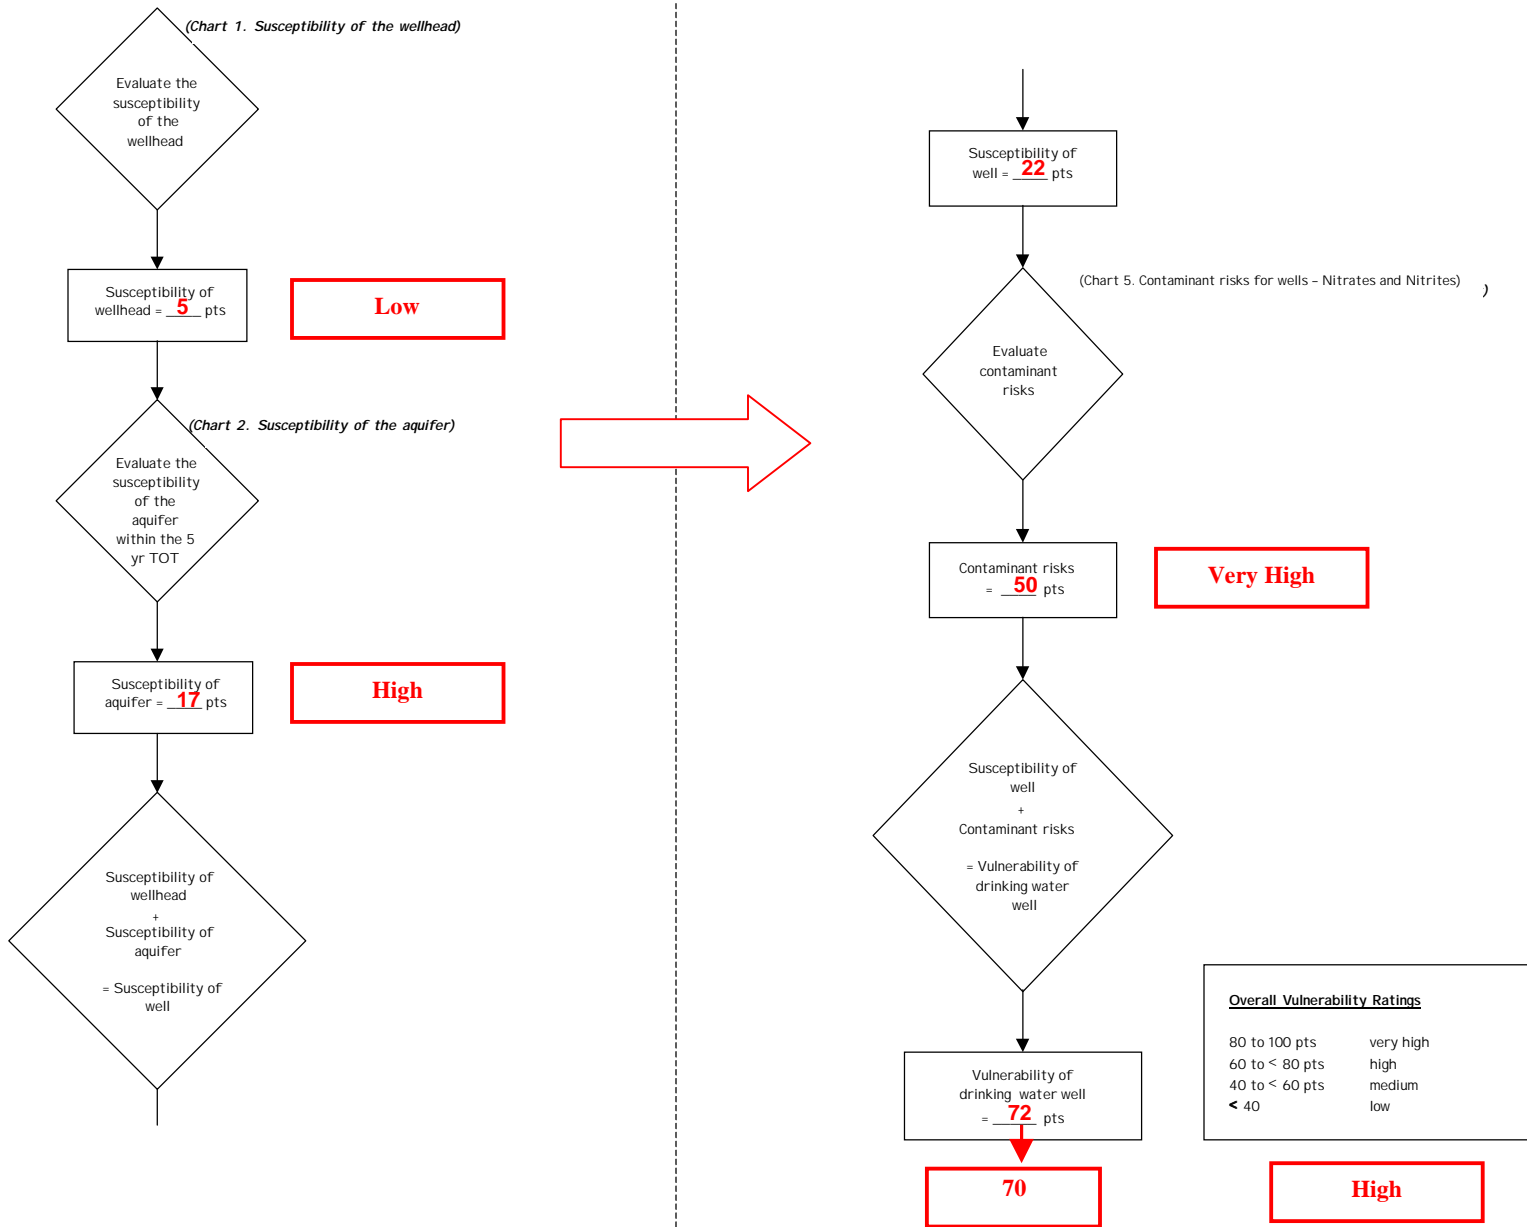 (Chart 1. Susceptibility of the wellhead)
Evaluate the
susceptibility
of the
wellhead
Susceptibility of
wellhead = 5 pts
Low
(Chart 2. Susceptibility of the aquifer)
Evaluate the
susceptibility
of the
aquifer
within the 5
yr TOT
Susceptibility of
aquifer = 17 pts
High
Susceptibility of
wellhead
+
Susceptibility of
aquifer
= Susceptibility of
well
Susceptibility of
well = 22 pts
(Chart 5. Contaminant risks for wells – Nitrates and Nitrites)
)
Evaluate
contaminant
risks
Contaminant risks
= 50 pts
Very High
Susceptibility of
well
+
Contaminant risks
= Vulnerability of
drinking water
well
Vulnerability of
drinking water well
= 72 pts
70
Overall Vulnerability Ratings
80 to 100 pts very high
60 to < 80 pts high
40 to < 60 pts medium
< 40 low
High